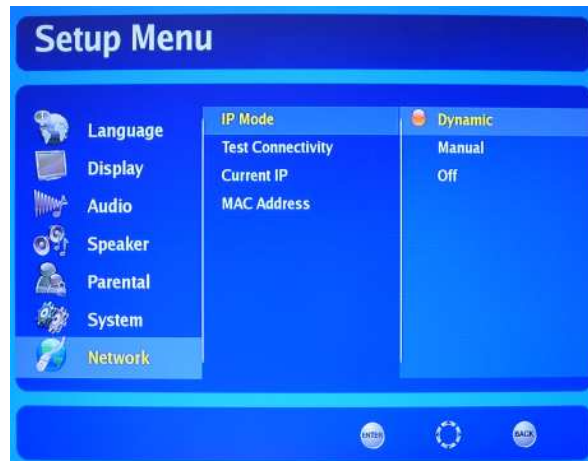 Setup Menu
Language
Display
Audio
Speaker
Parental
System
Network
IP Mode
Test Connectivity
Current IP
MAC Address
Dynamic
Manual
Off
ENTER
BACK